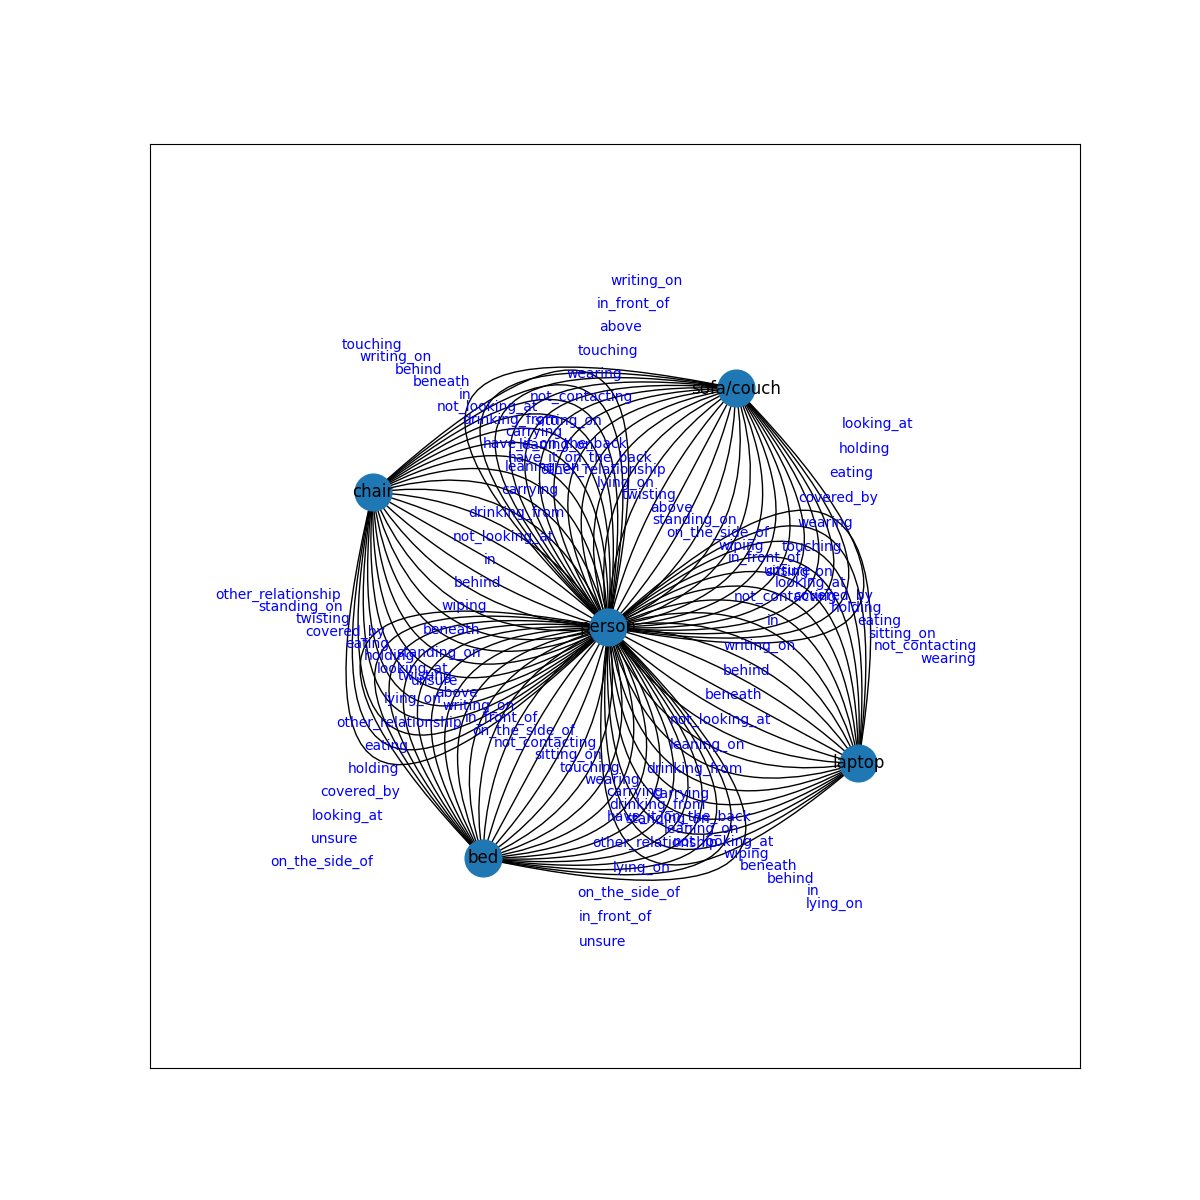 writing_on
in_front_of
above
touching
touching
writing_on
behind
wearing
beneath
sofa/couch
in
not_contacting
not_looking_at
drinking_from
sitting_on
looking_at
carrying
have_it_on_the_back
leaning_on
holding
have_it_on_the_back
leaning_on
other_relationship
eating
lying_on
carrying
chair
twisting
covered_by
above
drinking_from
standing_on
wearing
on_the_side_of
not_looking_at
wiping
touching
in_front_of
in
unsure
sitting_on
behind
looking_at
other_relationship
not_contacting
covered_by
wiping
standing_on
holding
twisting
in
eating
person
beneath
covered_by
sitting_on
eating
writing_on
not_contacting
standing_on
holding
wearing
looking_at
behind
twisting
unsure
above
beneath
lying_on
writing_on
in_front_of
not_looking_at
other_relationship
on_the_side_of
not_contacting
leaning_on
eating
sitting_on
laptop
touching
holding
drinking_from
wearing
covered_by
carrying
carrying
drinking_from
looking_at
have_it_on_the_back
standing_on
leaning_on
unsure
other_relationship
not_looking_at
wiping
bed
on_the_side_of
beneath
lying_on
behind
in
on_the_side_of
lying_on
in_front_of
unsure